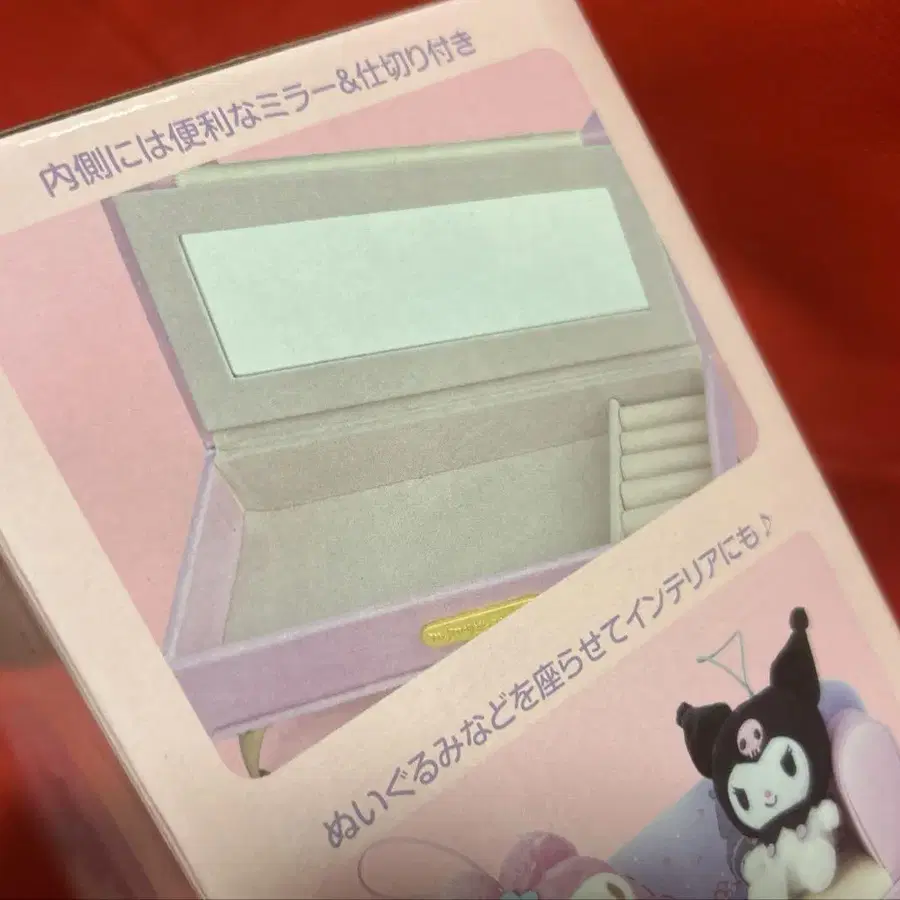 内側には便利なミラー&仕切り付き
ぬいぐるみなどを座らせてインテリアにも♪